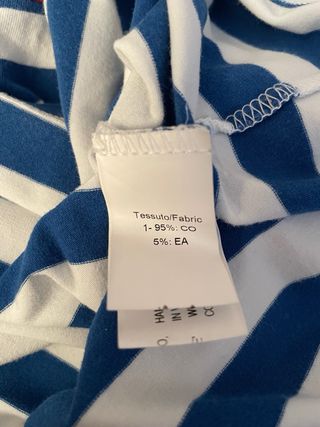 Tessuto/Fabric
1- 95%: CO
5%: EA